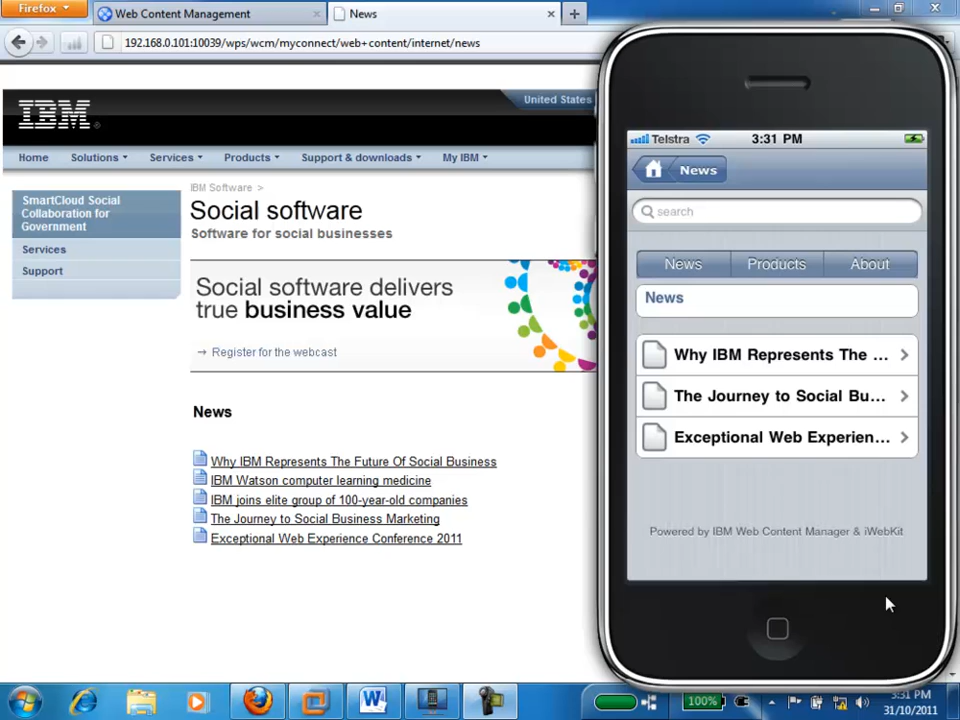 Firefox
Web Content Management
News
192.168.0.101:10039/wps/wcm/myconnect/web+content/internet/news
IBM
United States
Home
Solutions
Services
Products
Support & downloads
My IBM
SmartCloud Social
Collaboration for
Government
Services
Support
IBM Software >
Social software
Software for social businesses
Social software delivers
true business value
→ Register for the webcast
News
Why IBM Represents The Future Of Social Business
IBM Watson computer learning medicine
IBM joins elite group of 100-year-old companies
The Journey to Social Business Marketing
Exceptional Web Experience Conference 2011
Telstra
3:31 PM
News
search
News
Products
About
News
Why IBM Represents The ...
The Journey to Social Bu...
Exceptional Web Experien...
Powered by IBM Web Content Manager & iWebKit
100%
3:31 PM
31/10/2011